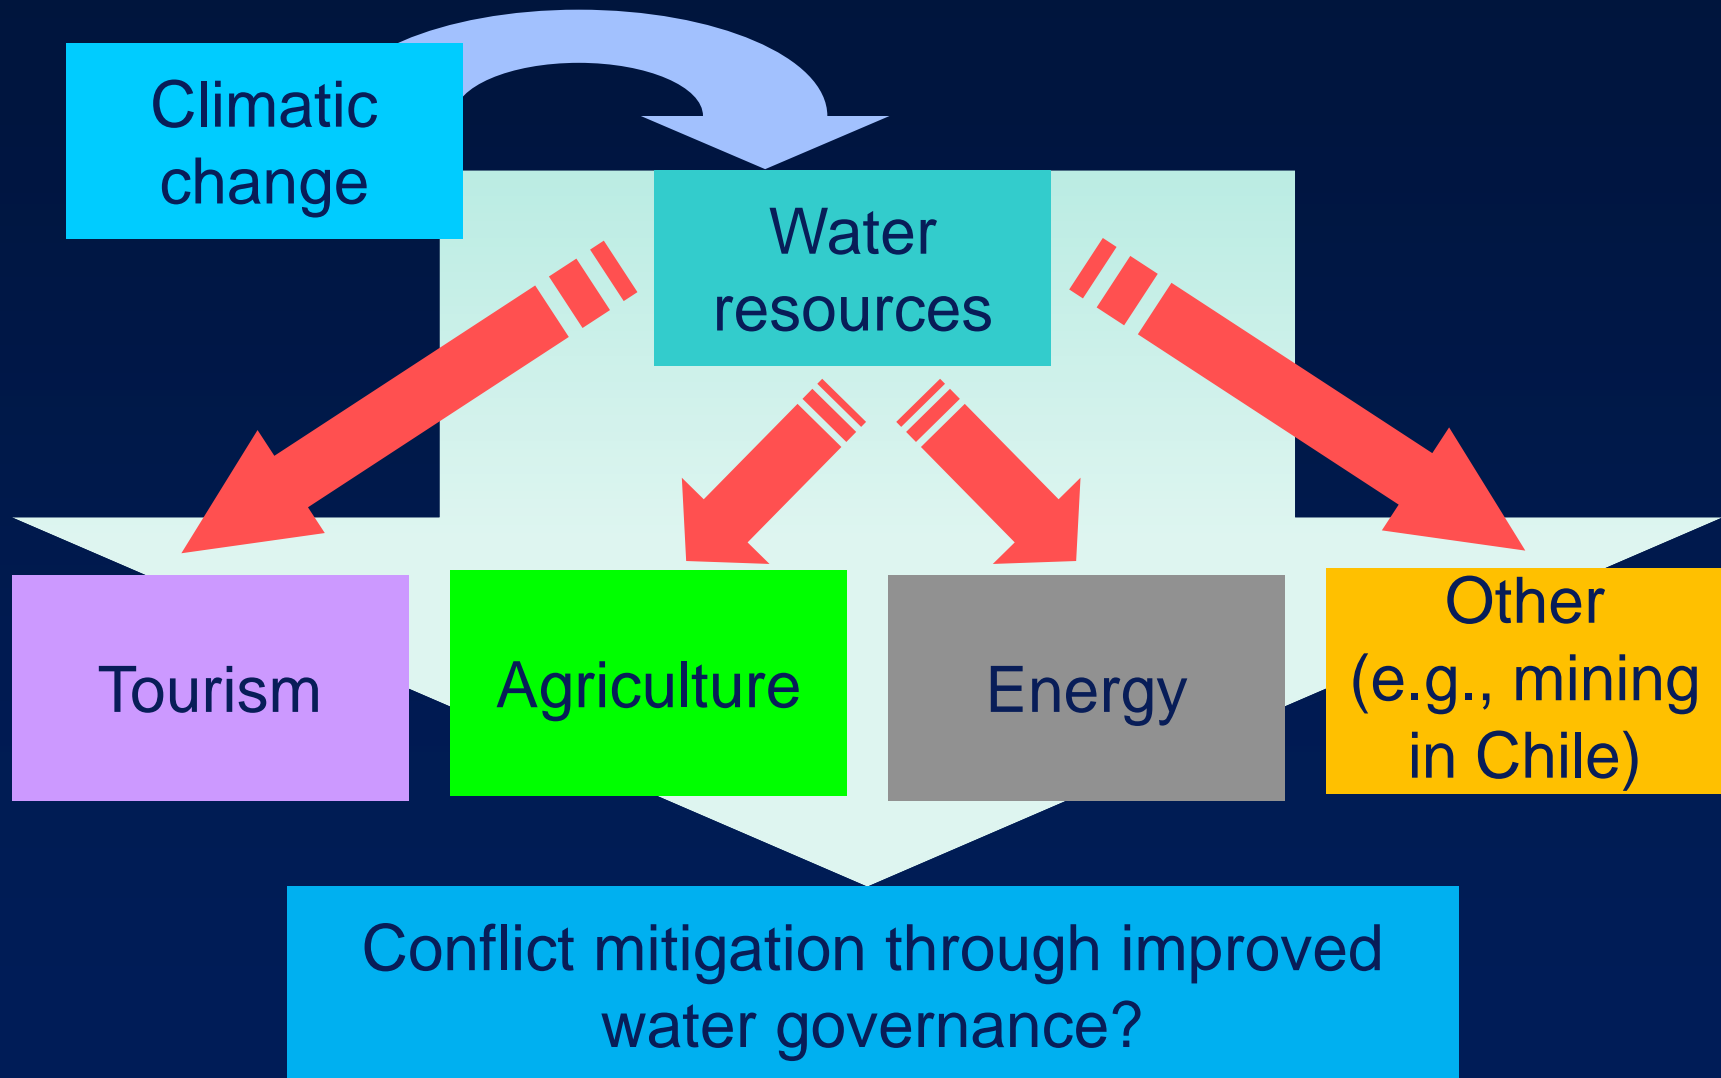 Climatic
change
Water
resources
Tourism
Agriculture
Energy
Other
(e.g., mining
in Chile)
Conflict mitigation through improved
water governance?